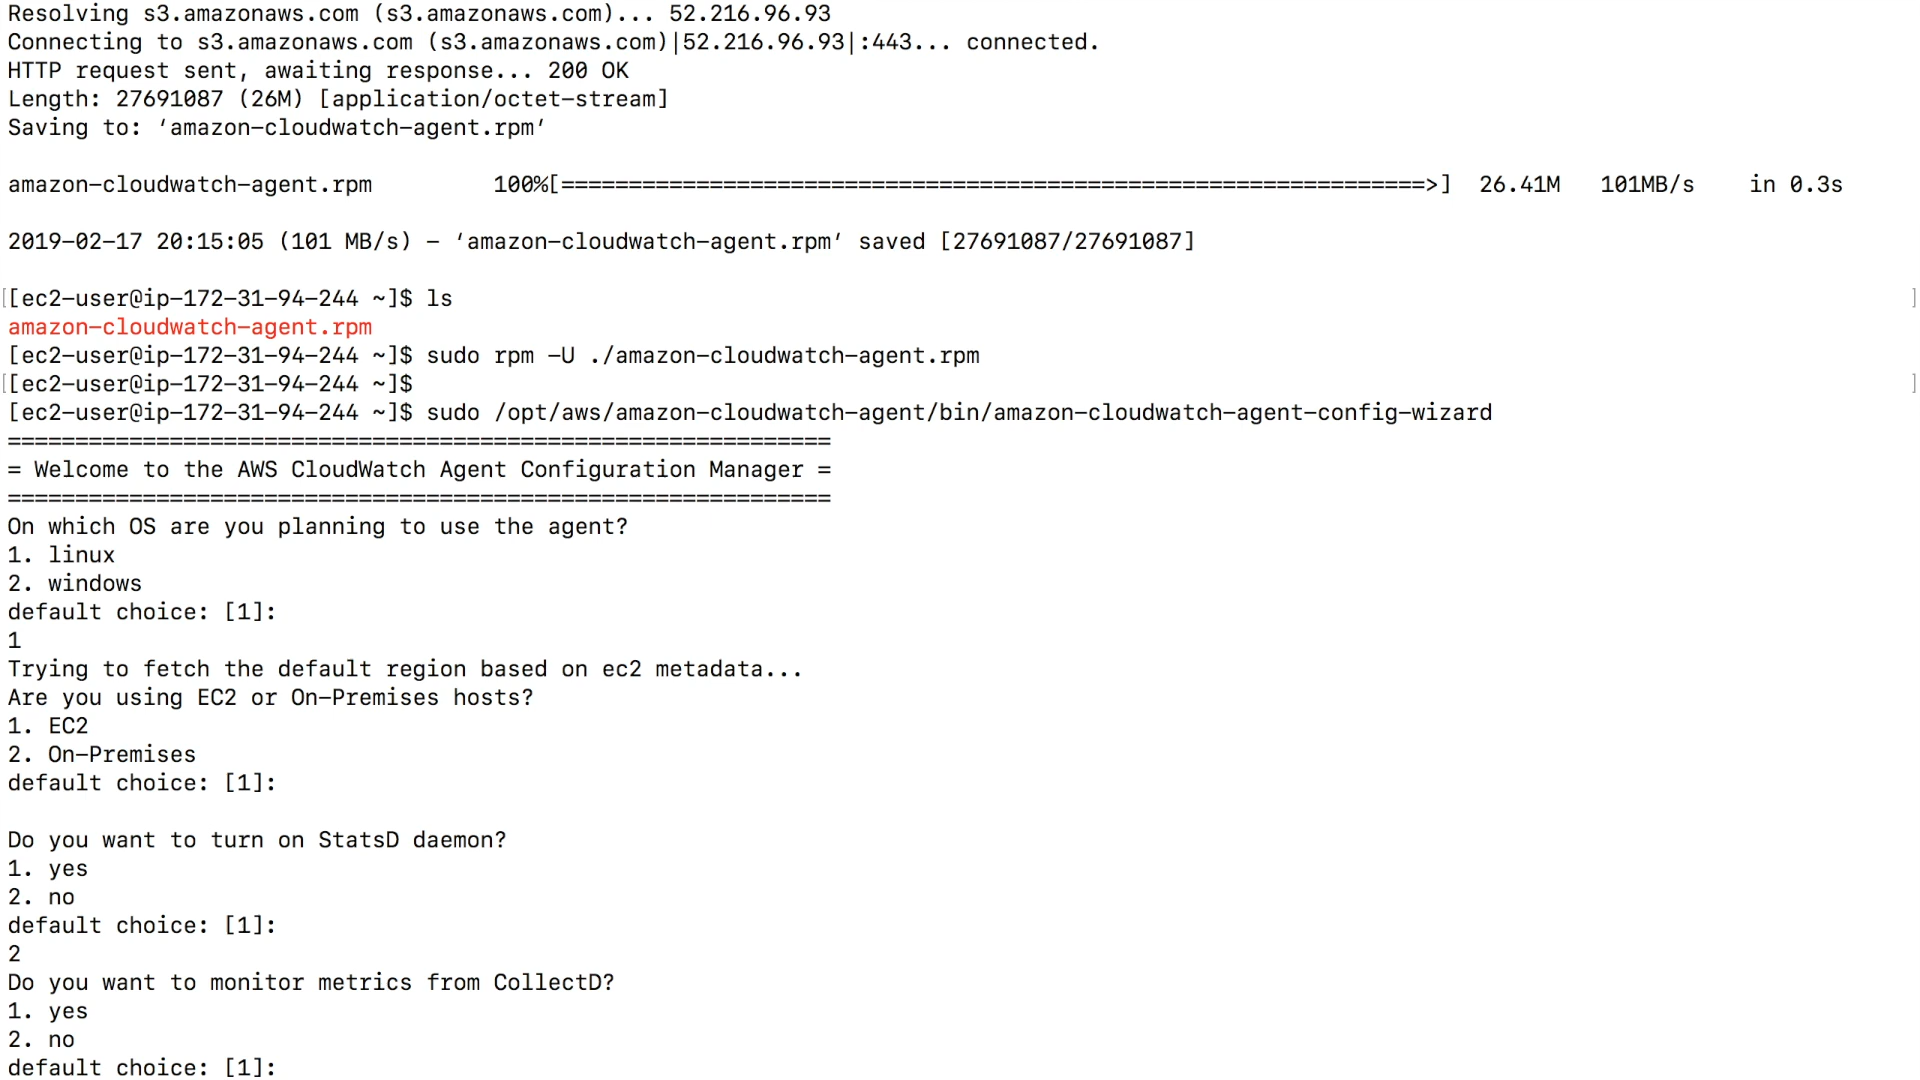 Resolving s3.amazonaws.com (s3.amazonaws.com)... 52.216.96.93
Connecting to s3.amazonaws.com (s3.amazonaws.com)|52.216.96.93|:443... connected.
HTTP request sent, awaiting response... 200 OK
Length: 27691087 (26M) [application/octet-stream]
Saving to: ‘amazon-cloudwatch-agent.rpm’
amazon-cloudwatch-agent.rpm 100%[================================================================>] 26.41M 101MB/s in 0.3s
2019-02-17 20:15:05 (101 MB/s) - ‘amazon-cloudwatch-agent.rpm’ saved [27691087/27691087]
[[ec2-user@ip-172-31-94-244 ~]$ ls ]
amazon-cloudwatch-agent.rpm
[ec2-user@ip-172-31-94-244 ~]$ sudo rpm -U ./amazon-cloudwatch-agent.rpm
[[ec2-user@ip-172-31-94-244 ~]$ ]
[ec2-user@ip-172-31-94-244 ~]$ sudo /opt/aws/amazon-cloudwatch-agent/bin/amazon-cloudwatch-agent-config-wizard
=============================================================
= Welcome to the AWS CloudWatch Agent Configuration Manager =
=============================================================
On which OS are you planning to use the agent?
1. linux
2. windows
default choice: [1]:
1
Trying to fetch the default region based on ec2 metadata...
Are you using EC2 or On-Premises hosts?
1. EC2
2. On-Premises
default choice: [1]:
Do you want to turn on StatsD daemon?
1. yes
2. no
default choice: [1]:
2
Do you want to monitor metrics from CollectD?
1. yes
2. no
default choice: [1]: